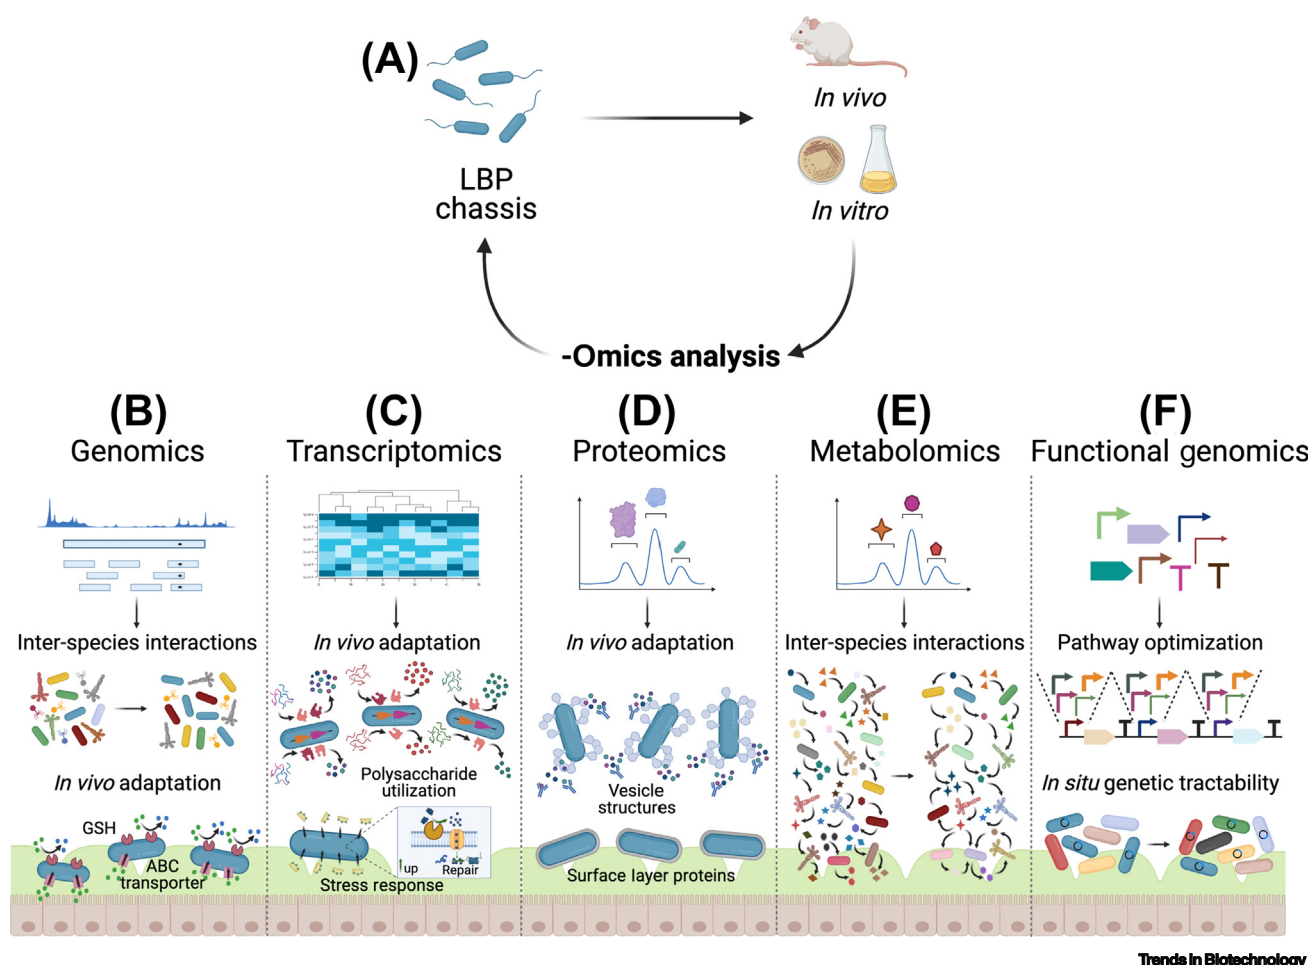 (A)
LBP
chassis
In vivo
In vitro
-Omics analysis
(B)
Genomics
Inter-species interactions
In vivo adaptation
GSH
ABC
transporter
(C)
Transcriptomics
In vivo adaptation
Polysaccharide
utilization
up
Repair
Stress response
(D)
Proteomics
In vivo adaptation
Vesicle
structures
Surface layer proteins
(E)
Metabolomics
Inter-species interactions
(F)
Functional genomics
Pathway optimization
In situ genetic tractability
Trends in Biotechnology